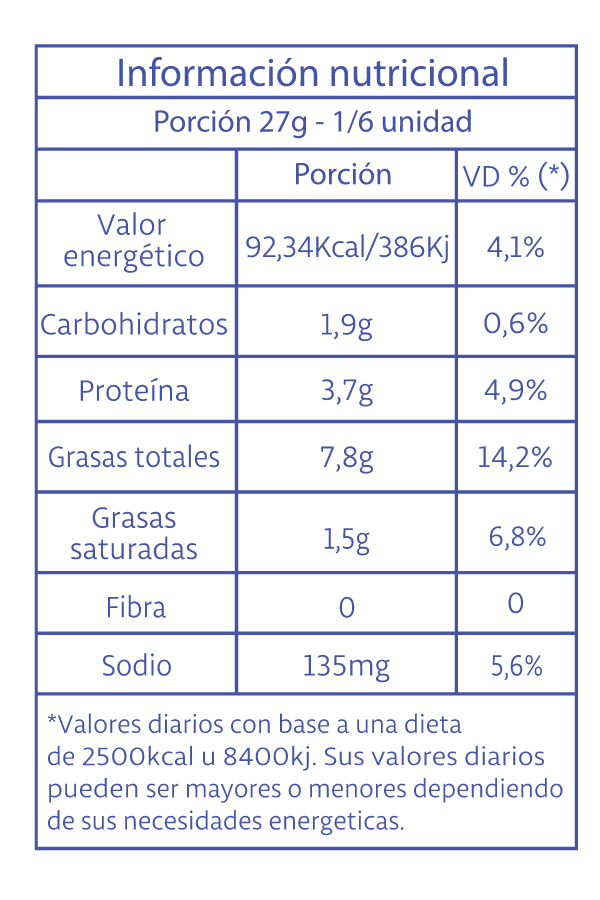 Información nutricional
Porción 27g - 1/6 unidad
Porción VD % (*)
Valor
energético
92,34Kcal/386Kj 4,1%
Carbohidratos 1,9g 0,6%
Proteína 3,7g 4,9%
Grasas totales 7,8g 14,2%
Grasas
saturadas
1,5g 6,8%
Fibra 0 0
Sodio 135mg 5,6%
*Valores diarios con base a una dieta
de 2500kcal u 8400kj. Sus valores diarios
pueden ser mayores o menores dependiendo
de sus necesidades energeticas.